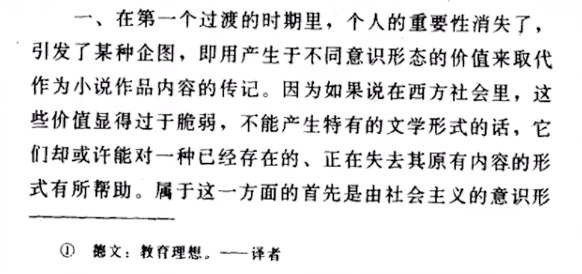 一、在第一个过渡的时期里，个人的重要性消失了，
引发了某种企图，即用产生于不同意识形态的价值来取代
作为小说作品内容的传记。因为如果说在西方社会里，这
些价值显得过于脆弱，不能产生特有的文学形式的话，它
们却或许能对一种已经存在的、正在失去其原有内容的形
式有所帮助。属于这一方面的首先是由社会主义的意识形
① 德文：教育理想。——译者